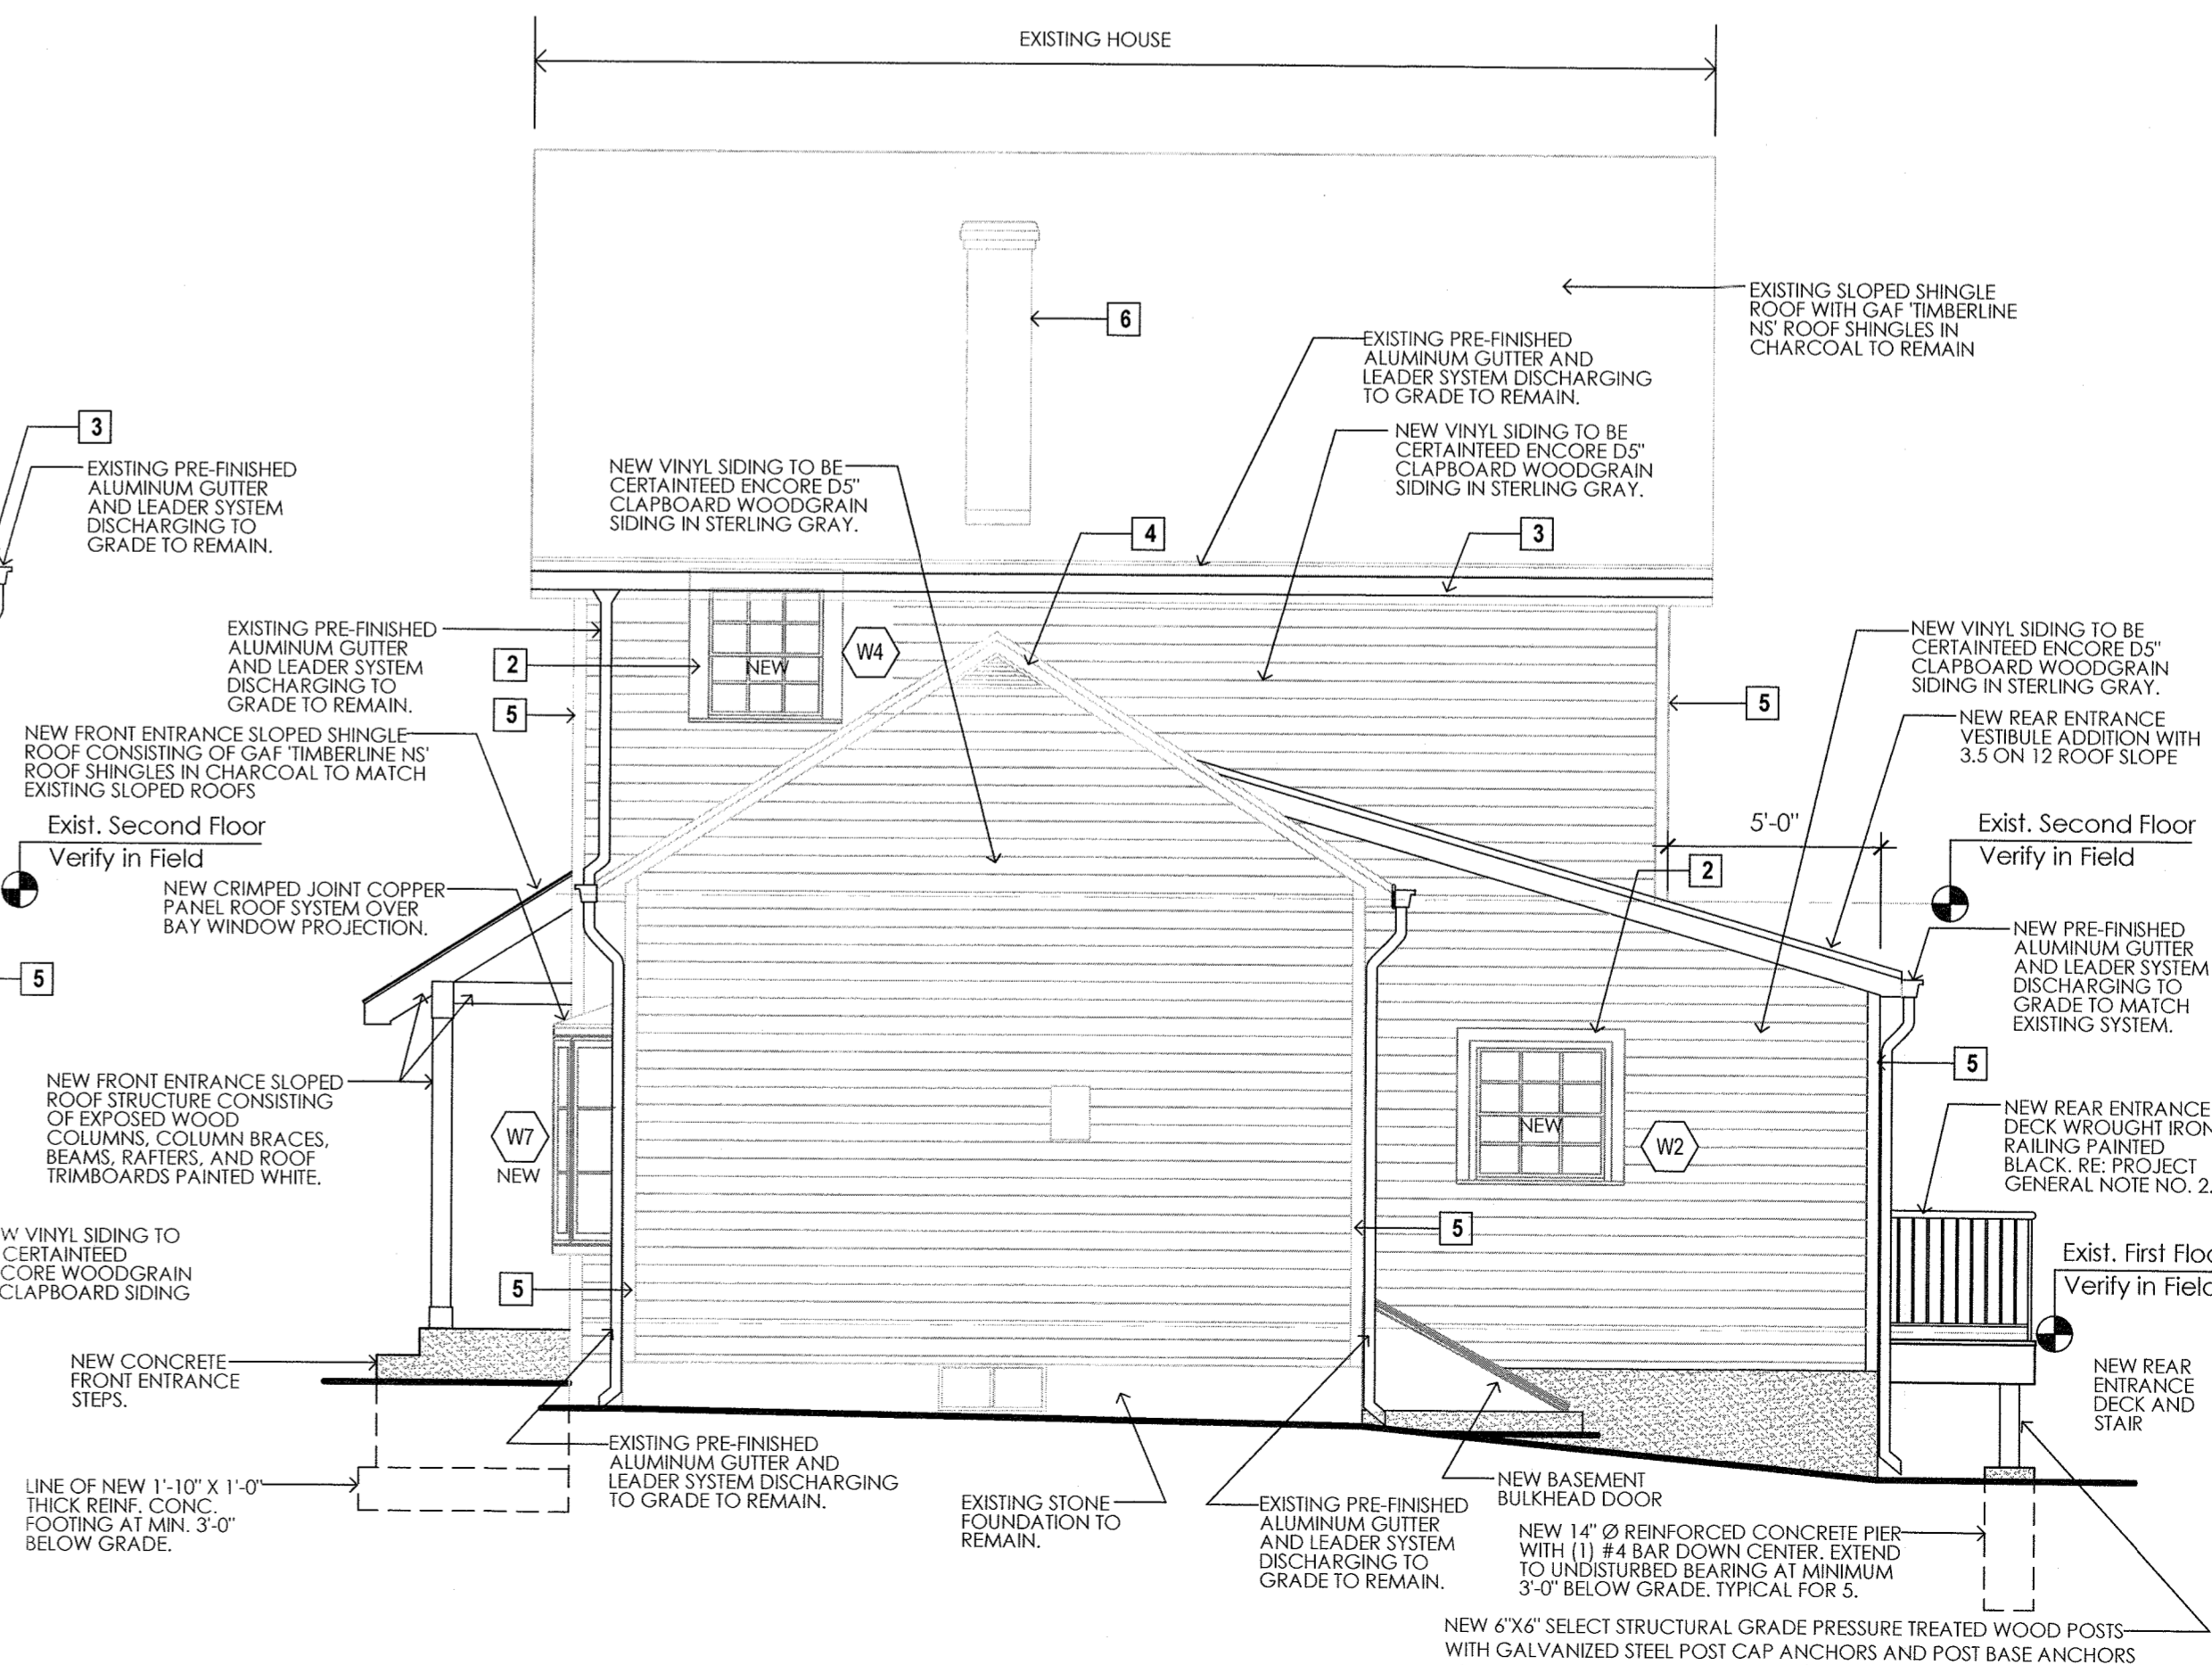 EXISTING HOUSE
EXISTING SLOPED SHINGLE
ROOF WITH GAF 'TIMBERLINE
NS' ROOF SHINGLES IN
CHARCOAL TO REMAIN
6
EXISTING PRE-FINISHED
ALUMINUM GUTTER AND
LEADER SYSTEM DISCHARGING
TO GRADE TO REMAIN.
3
EXISTING PRE-FINISHED
ALUMINUM GUTTER
AND LEADER SYSTEM
DISCHARGING TO
GRADE TO REMAIN.
NEW VINYL SIDING TO BE
CERTAINTEED ENCORE D5"
CLAPBOARD WOODGRAIN
SIDING IN STERLING GRAY.
NEW VINYL SIDING TO BE
CERTAINTEED ENCORE D5"
CLAPBOARD WOODGRAIN
SIDING IN STERLING GRAY.
4
3
EXISTING PRE-FINISHED
ALUMINUM GUTTER
AND LEADER SYSTEM
DISCHARGING TO
GRADE TO REMAIN.
2
5
NEW
W4
NEW VINYL SIDING TO BE
CERTAINTEED ENCORE D5"
CLAPBOARD WOODGRAIN
SIDING IN STERLING GRAY.
5
NEW REAR ENTRANCE
VESTIBULE ADDITION WITH
3.5 ON 12 ROOF SLOPE
NEW FRONT ENTRANCE SLOPED SHINGLE
ROOF CONSISTING OF GAF 'TIMBERLINE NS'
ROOF SHINGLES IN CHARCOAL TO MATCH
EXISTING SLOPED ROOFS
Exist. Second Floor
Verify in Field
5'-0"
Exist. Second Floor
Verify in Field
2
NEW CRIMPED JOINT COPPER
PANEL ROOF SYSTEM OVER
BAY WINDOW PROJECTION.
5
NEW PRE-FINISHED
ALUMINUM GUTTER
AND LEADER SYSTEM
DISCHARGING TO
GRADE TO MATCH
EXISTING SYSTEM.
5
NEW FRONT ENTRANCE SLOPED
ROOF STRUCTURE CONSISTING
OF EXPOSED WOOD
COLUMNS, COLUMN BRACES,
BEAMS, RAFTERS, AND ROOF
TRIMBOARDS PAINTED WHITE.
W7
NEW
NEW
W2
NEW REAR ENTRANCE
DECK WROUGHT IRON
RAILING PAINTED
BLACK. RE: PROJECT
GENERAL NOTE NO. 2.
W VINYL SIDING TO
CERTAINTEED
CORE WOODGRAIN
CLAPBOARD SIDING
5
5
Exist. First Floo
Verify in Field
NEW CONCRETE
FRONT ENTRANCE
STEPS.
NEW REAR
ENTRANCE
DECK AND
STAIR
LINE OF NEW 1'-10" X 1'-0"
THICK REINF. CONC.
FOOTING AT MIN. 3'-0"
BELOW GRADE.
EXISTING PRE-FINISHED
ALUMINUM GUTTER AND
LEADER SYSTEM DISCHARGING
TO GRADE TO REMAIN.
EXISTING STONE
FOUNDATION TO
REMAIN.
EXISTING PRE-FINISHED
ALUMINUM GUTTER
AND LEADER SYSTEM
DISCHARGING TO
GRADE TO REMAIN.
NEW BASEMENT
BULKHEAD DOOR
NEW 14" Ø REINFORCED CONCRETE PIER
WITH (1) #4 BAR DOWN CENTER. EXTEND
TO UNDISTURBED BEARING AT MINIMUM
3'-0" BELOW GRADE. TYPICAL FOR 5.
NEW 6"X6" SELECT STRUCTURAL GRADE PRESSURE TREATED WOOD POSTS
WITH GALVANIZED STEEL POST CAP ANCHORS AND POST BASE ANCHORS